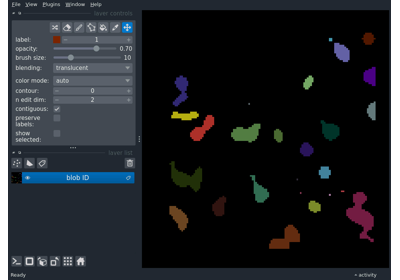 File View Plugins Window Help
layer controls
label: 1
opacity: 0.70
brush size: 10
blending: translucent
color mode: auto
contour: 0
n edit dim: 2
contiguous:
preserve
labels:
show
selected:
layer list
blob ID
Ready activity